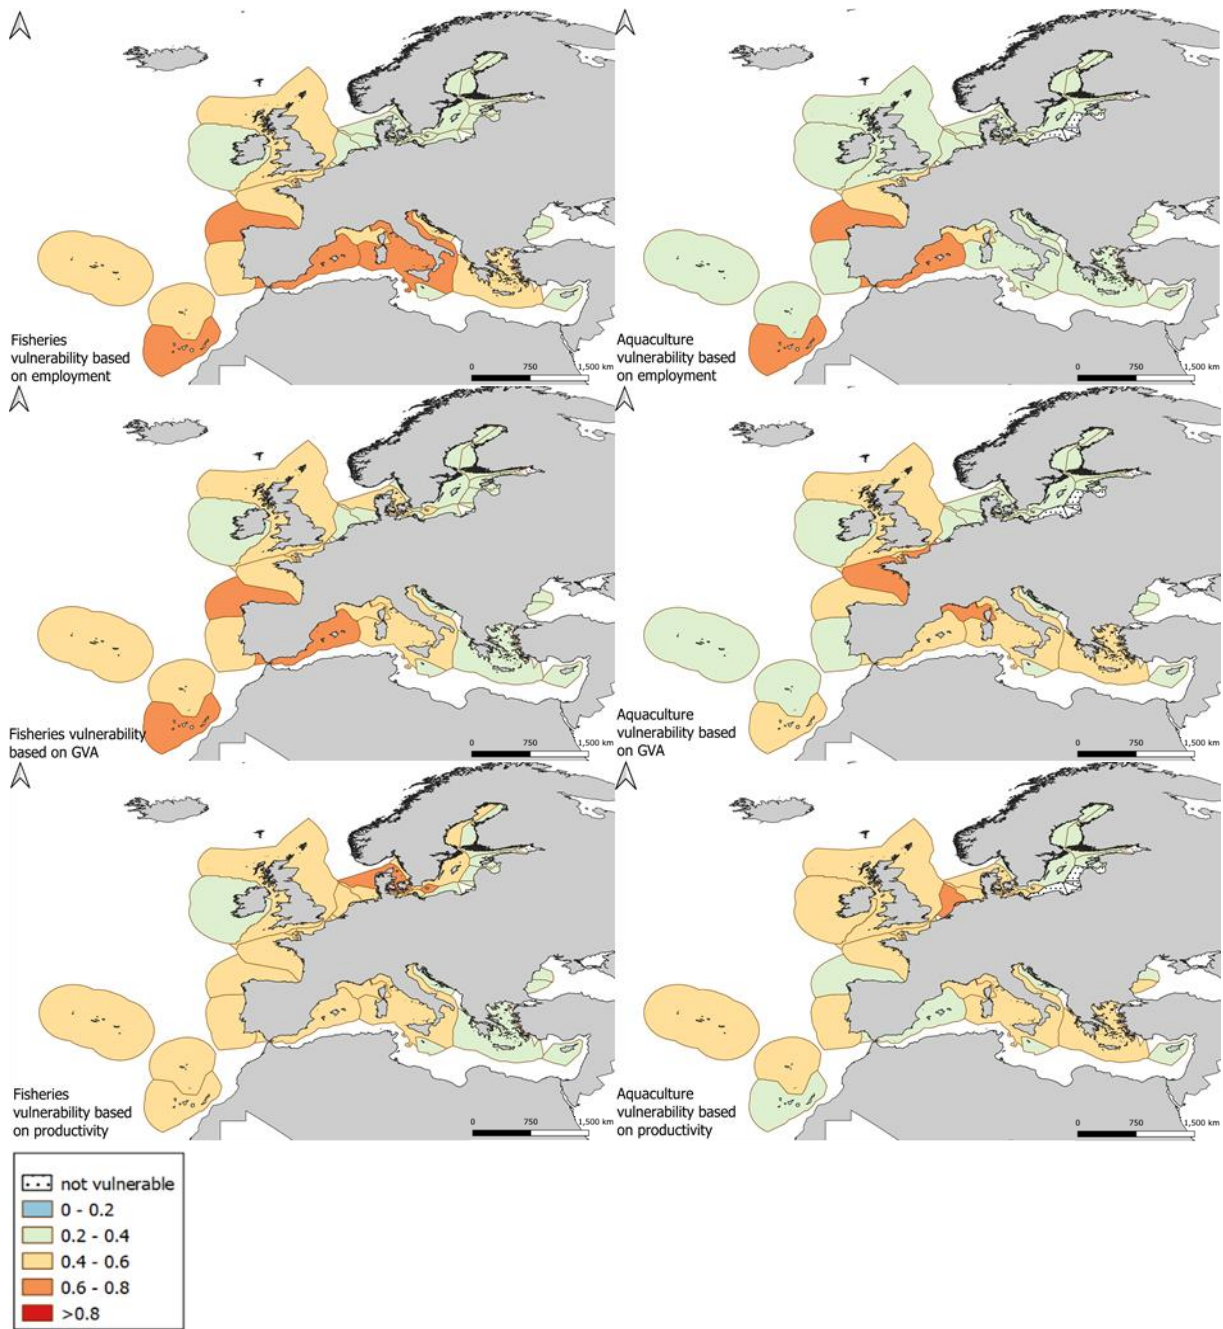 0 750 1,500 km
Fisheries
vulnerability based
on employment
0 750 1,500 km
Aquaculture
vulnerability based
on employment
0 750 1,500 km
Fisheries vulnerability
based on GVA
0 750 1,500 km
Aquaculture
vulnerability based
on GVA
0 750 1,500 km
Fisheries
vulnerability based
on productivity
0 750 1,500 km
Aquaculture
vulnerability based
on productivity
not vulnerable
0 - 0.2
0.2 - 0.4
0.4 - 0.6
0.6 - 0.8
>0.8